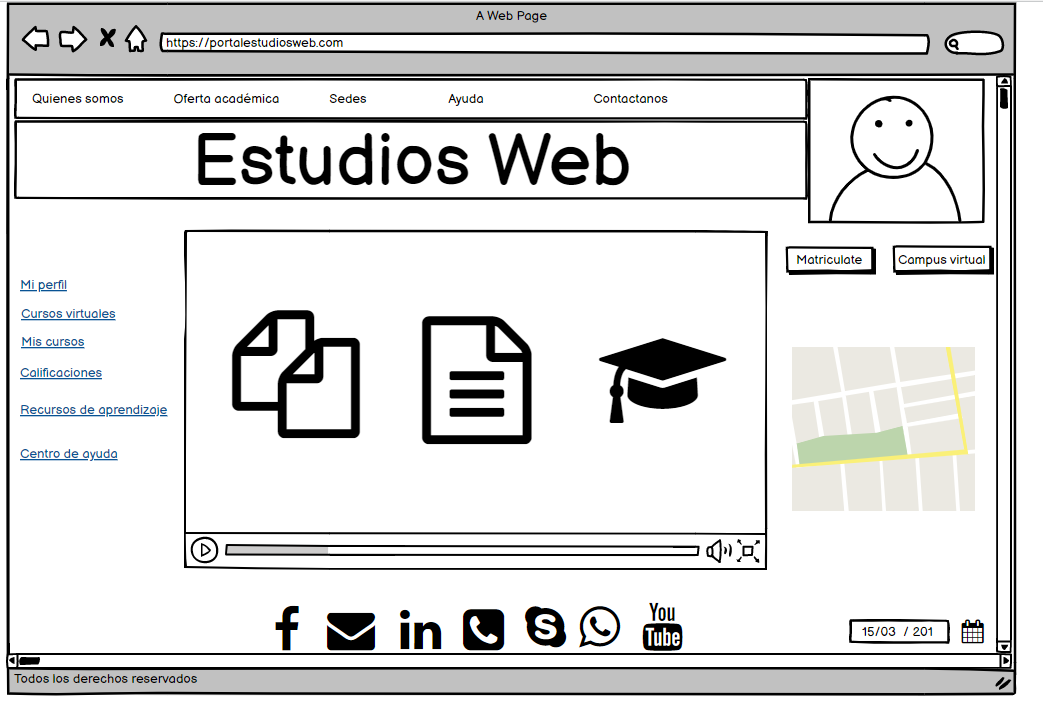 A Web Page
https://portalestudiosweb.com
Quienes somos Oferta académica Sedes Ayuda Contactanos
Estudios Web
Matriculate Campus virtual
Mi perfil
Cursos virtuales
Mis cursos
Calificaciones
Recursos de aprendizaje
Centro de ayuda
f in S You
Tube
15/03 / 201
Todos los derechos reservados